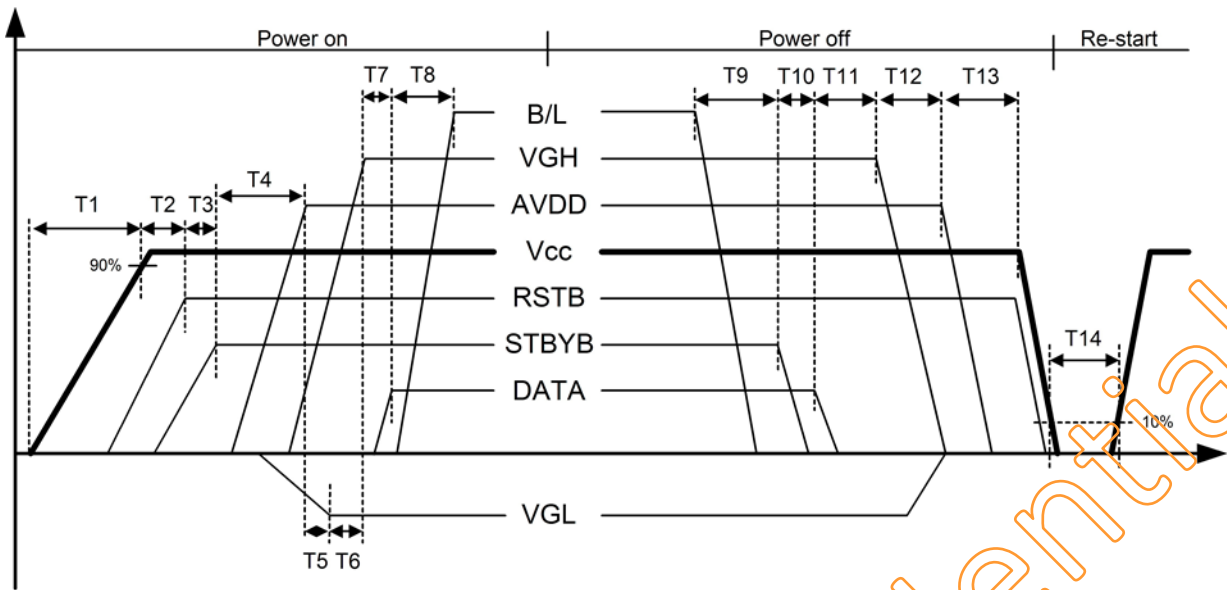 Power on
Power off
Re-start
T7
T8
T9
T10
T11
T12
T13
B/L
VGH
T4
AVDD
T1
T2
T3
Vcc
90%
RSTB
T14
STBYB
DATA
10%
VGL
T5
T6